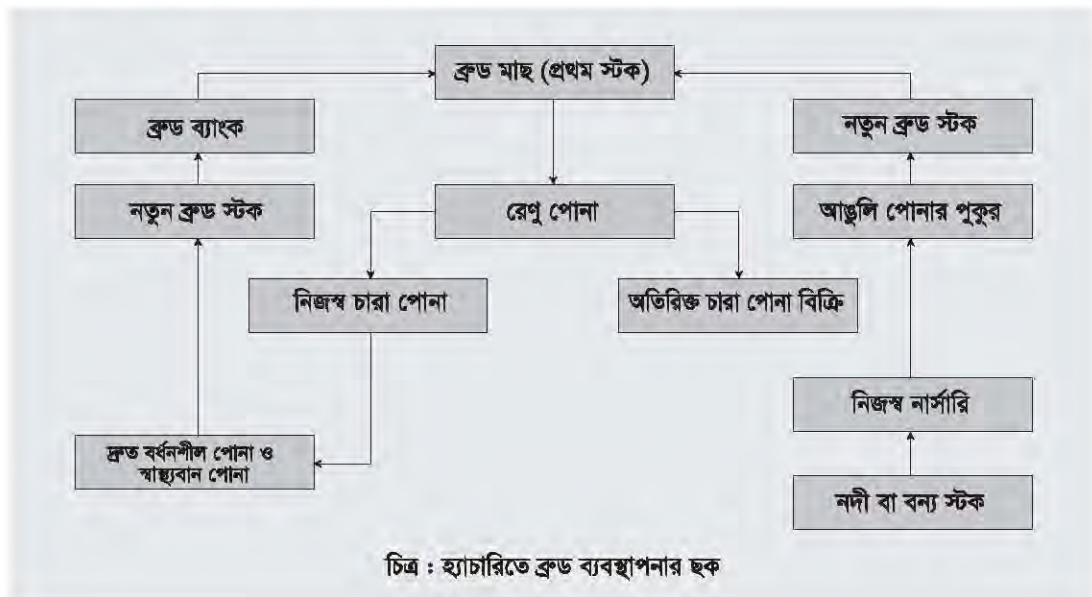 ব্রুড মাছ (প্রথম স্টক)
ব্রুড ব্যাংক
নতুন ব্রুড স্টক
নতুন ব্রুড স্টক
রেণু পোনা
আঙুলি পোনার পুকুর
নিজস্ব চারা পোনা
অতিরিক্ত চারা পোনা বিক্রি
নিজস্ব নার্সারি
দ্রুত বর্ধনশীল পোনা ও
স্বাস্থ্যবান পোনা
নদী বা বন্য স্টক
চিত্র : হ্যাচারিতে ব্রুড ব্যবস্থাপনার ছক